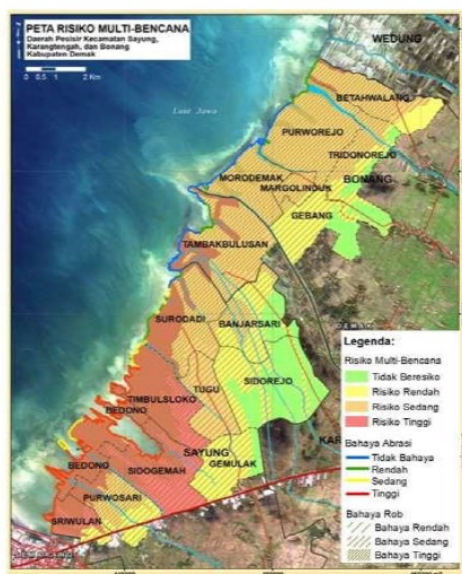 PETA RISIKO MULTI-BENCANA
Daerah Pesisir Kecamatan Sayung,
Karangtengah, dan Bonang
Kabupaten Demak
0 0.5 1 2 Km
WEDUNG
Laut Jawa
BETAHWALANG
PURWOREJO
TRIDONOREJO
BONANG
MORODEMAK
MARGOLINDUK
GEBANG
TAMBAKBULUSAN
SURODADI
BANJARSARI
DEMAK
TUGU
SIDOREJO
TIMBULSLOKO
BEDONO
SAYUNG
KAR
BEDONO
SIDOGEMAH
GEMULAK
PURWOSARI
SRIWULAN
Legenda:
Risiko Multi-Bencana
Tidak Beresiko
Risiko Rendah
Risiko Sedang
Risiko Tinggi
Bahaya Abrasi
Tidak Bahaya
Rendah
Sedang
Tinggi
Bahaya Rob
Bahaya Rendah
Bahaya Sedang
Bahaya Tinggi